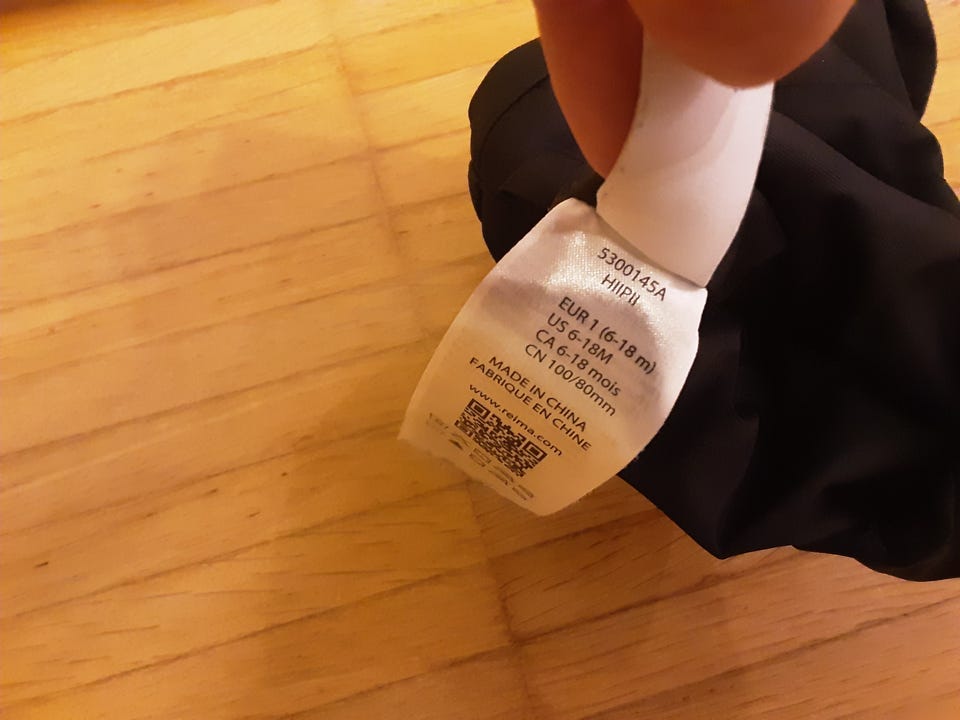 5300145A
HIIPII
EUR 1 (6-18 m)
US 6-18M
CA 6-18 mois
CN 100/80mm
MADE IN CHINA
FABRIQUE EN CHINE
www.reima.com